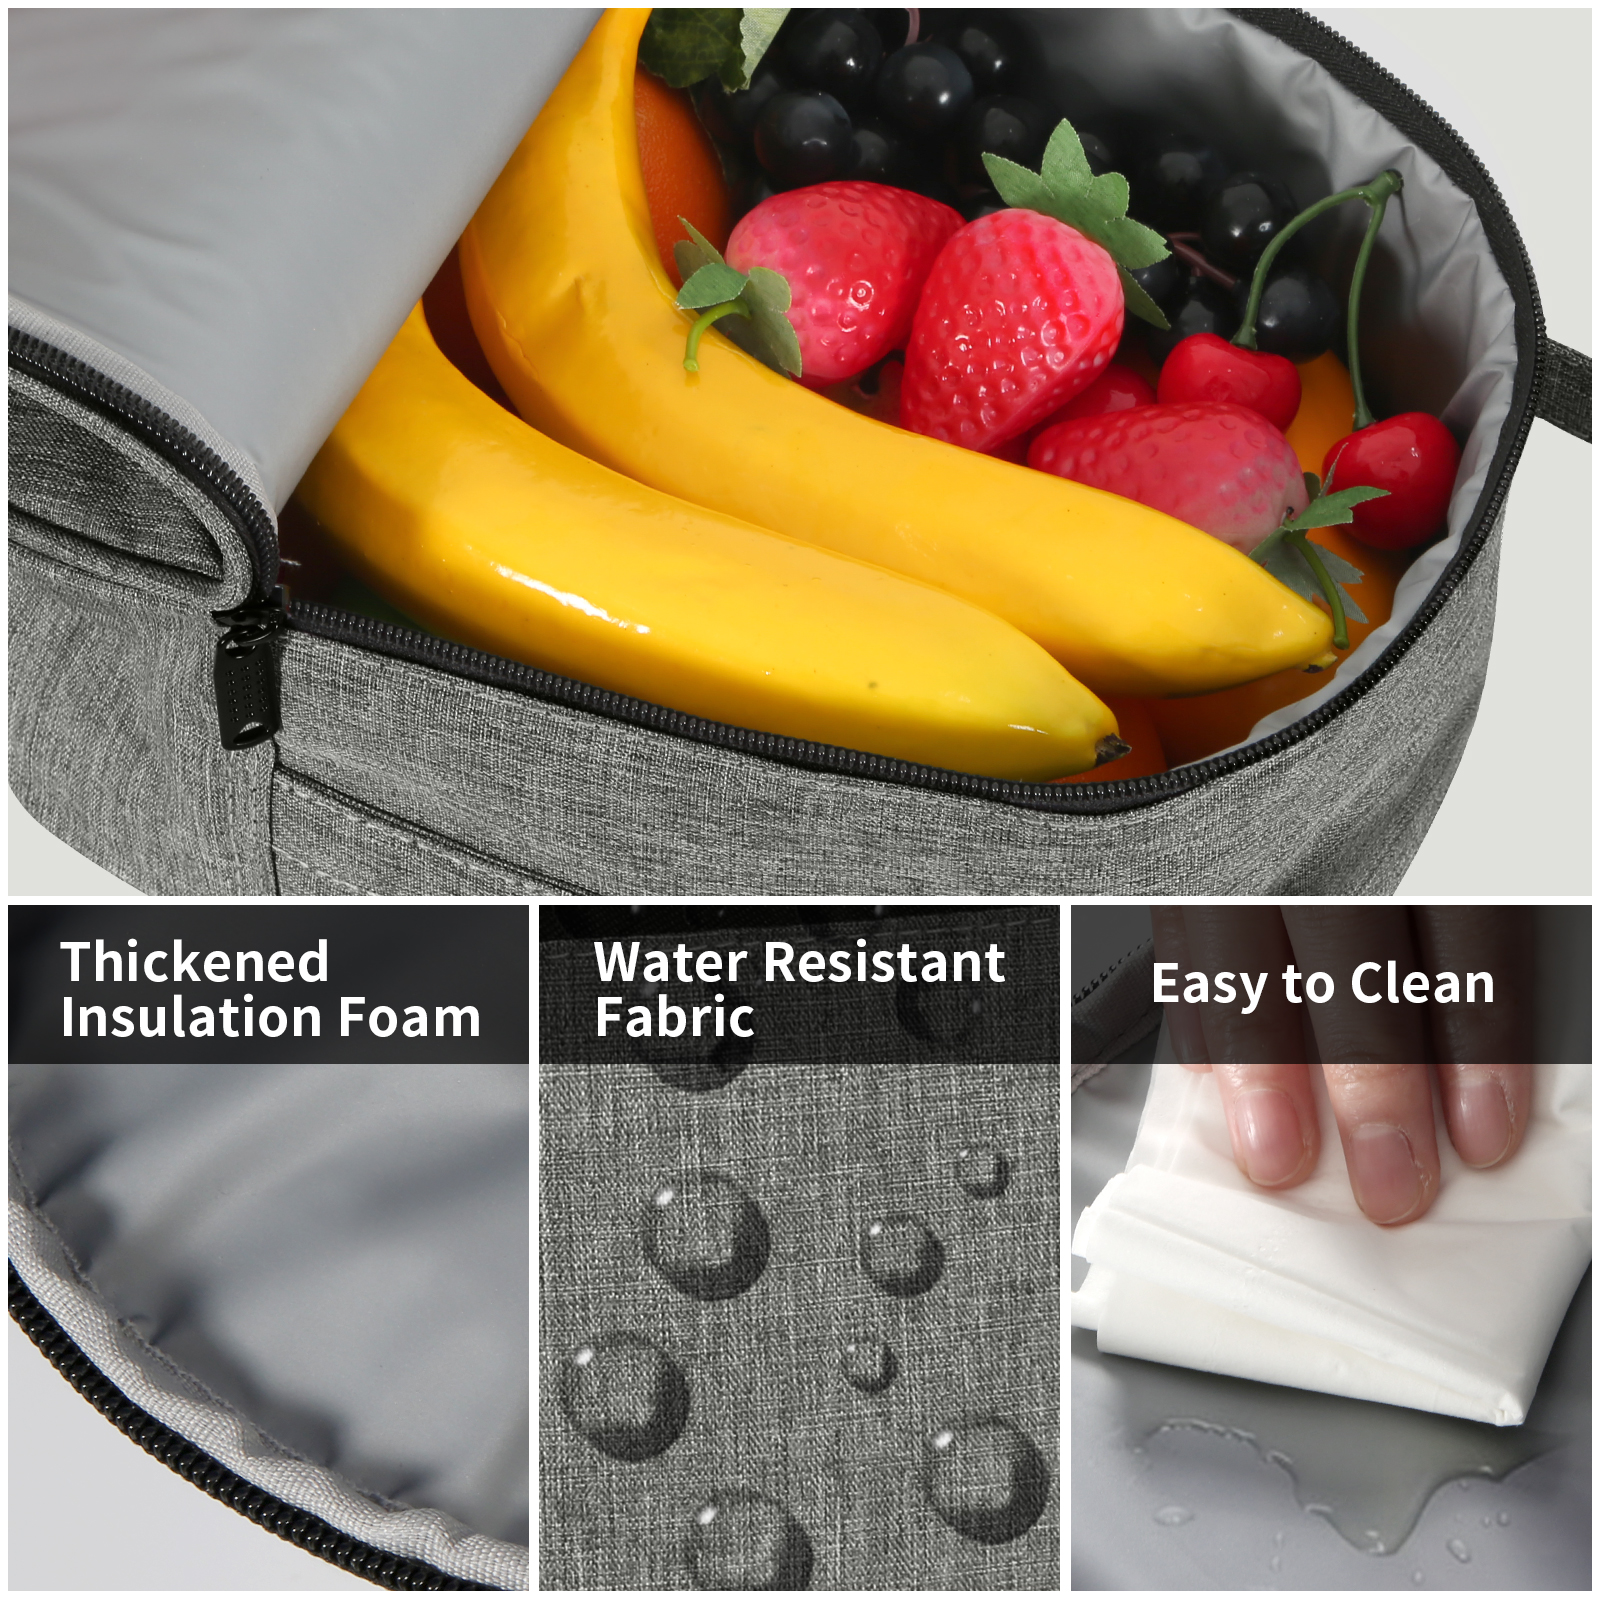 Thickened
Insulation Foam
Water Resistant
Fabric
Easy to Clean